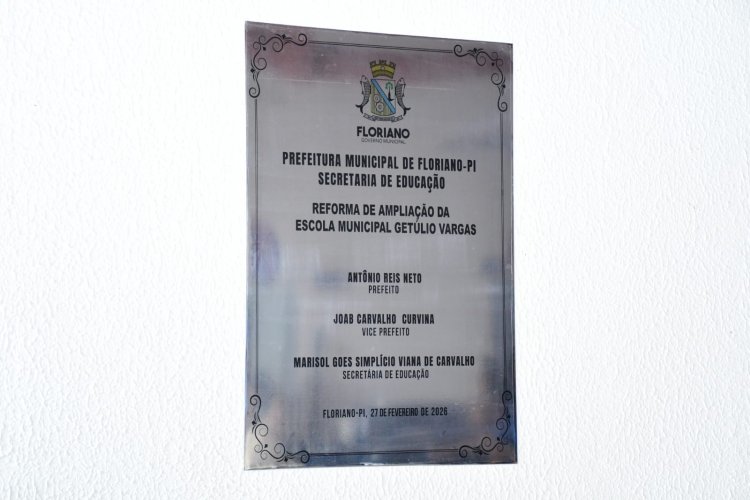 FLORIANO
GOVERNO MUNICIPAL
PREFEITURA MUNICIPAL DE FLORIANO-PI
SECRETARIA DE EDUCAÇÃO
REFORMA DE AMPLIAÇÃO DA
ESCOLA MUNICIPAL GETÚLIO VARGAS
ANTÔNIO REIS NETO
PREFEITO
JOAB CARVALHO CURVINA
VICE PREFEITO
MARISOL GOES SIMPLÍCIO VIANA DE CARVALHO
SECRETÁRIA DE EDUCAÇÃO
FLORIANO-PI, 27 DE FEVEREIRO DE 2026